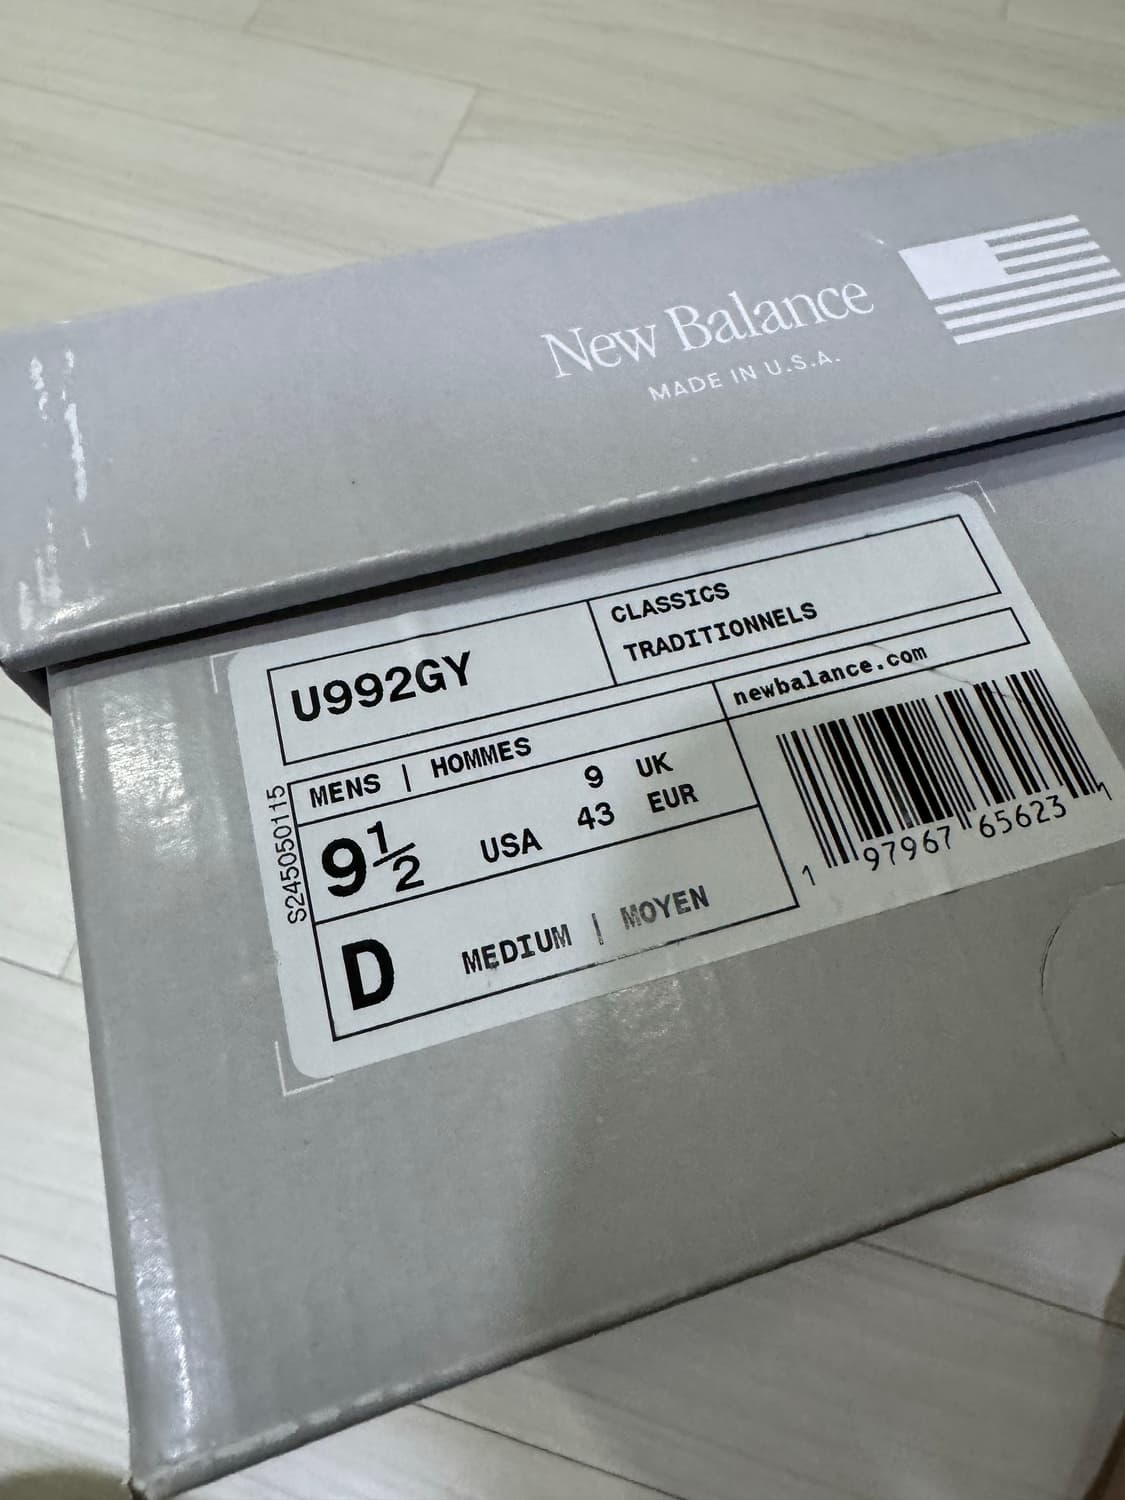 New Balance
MADE IN U.S.A.
U992GY
CLASSICS
TRADITIONNELS
newbalance.com
MENS | HOMMES
9½ USA
9 UK
43 EUR
D MEDIUM | MOYEN
S245050115
1 97967 65623 1